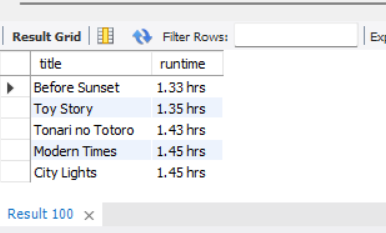 Result Grid Filter Rows: Exp
title runtime
Before Sunset 1.33 hrs
Toy Story 1.35 hrs
Tonari no Totoro 1.43 hrs
Modern Times 1.45 hrs
City Lights 1.45 hrs
Result 100 ×